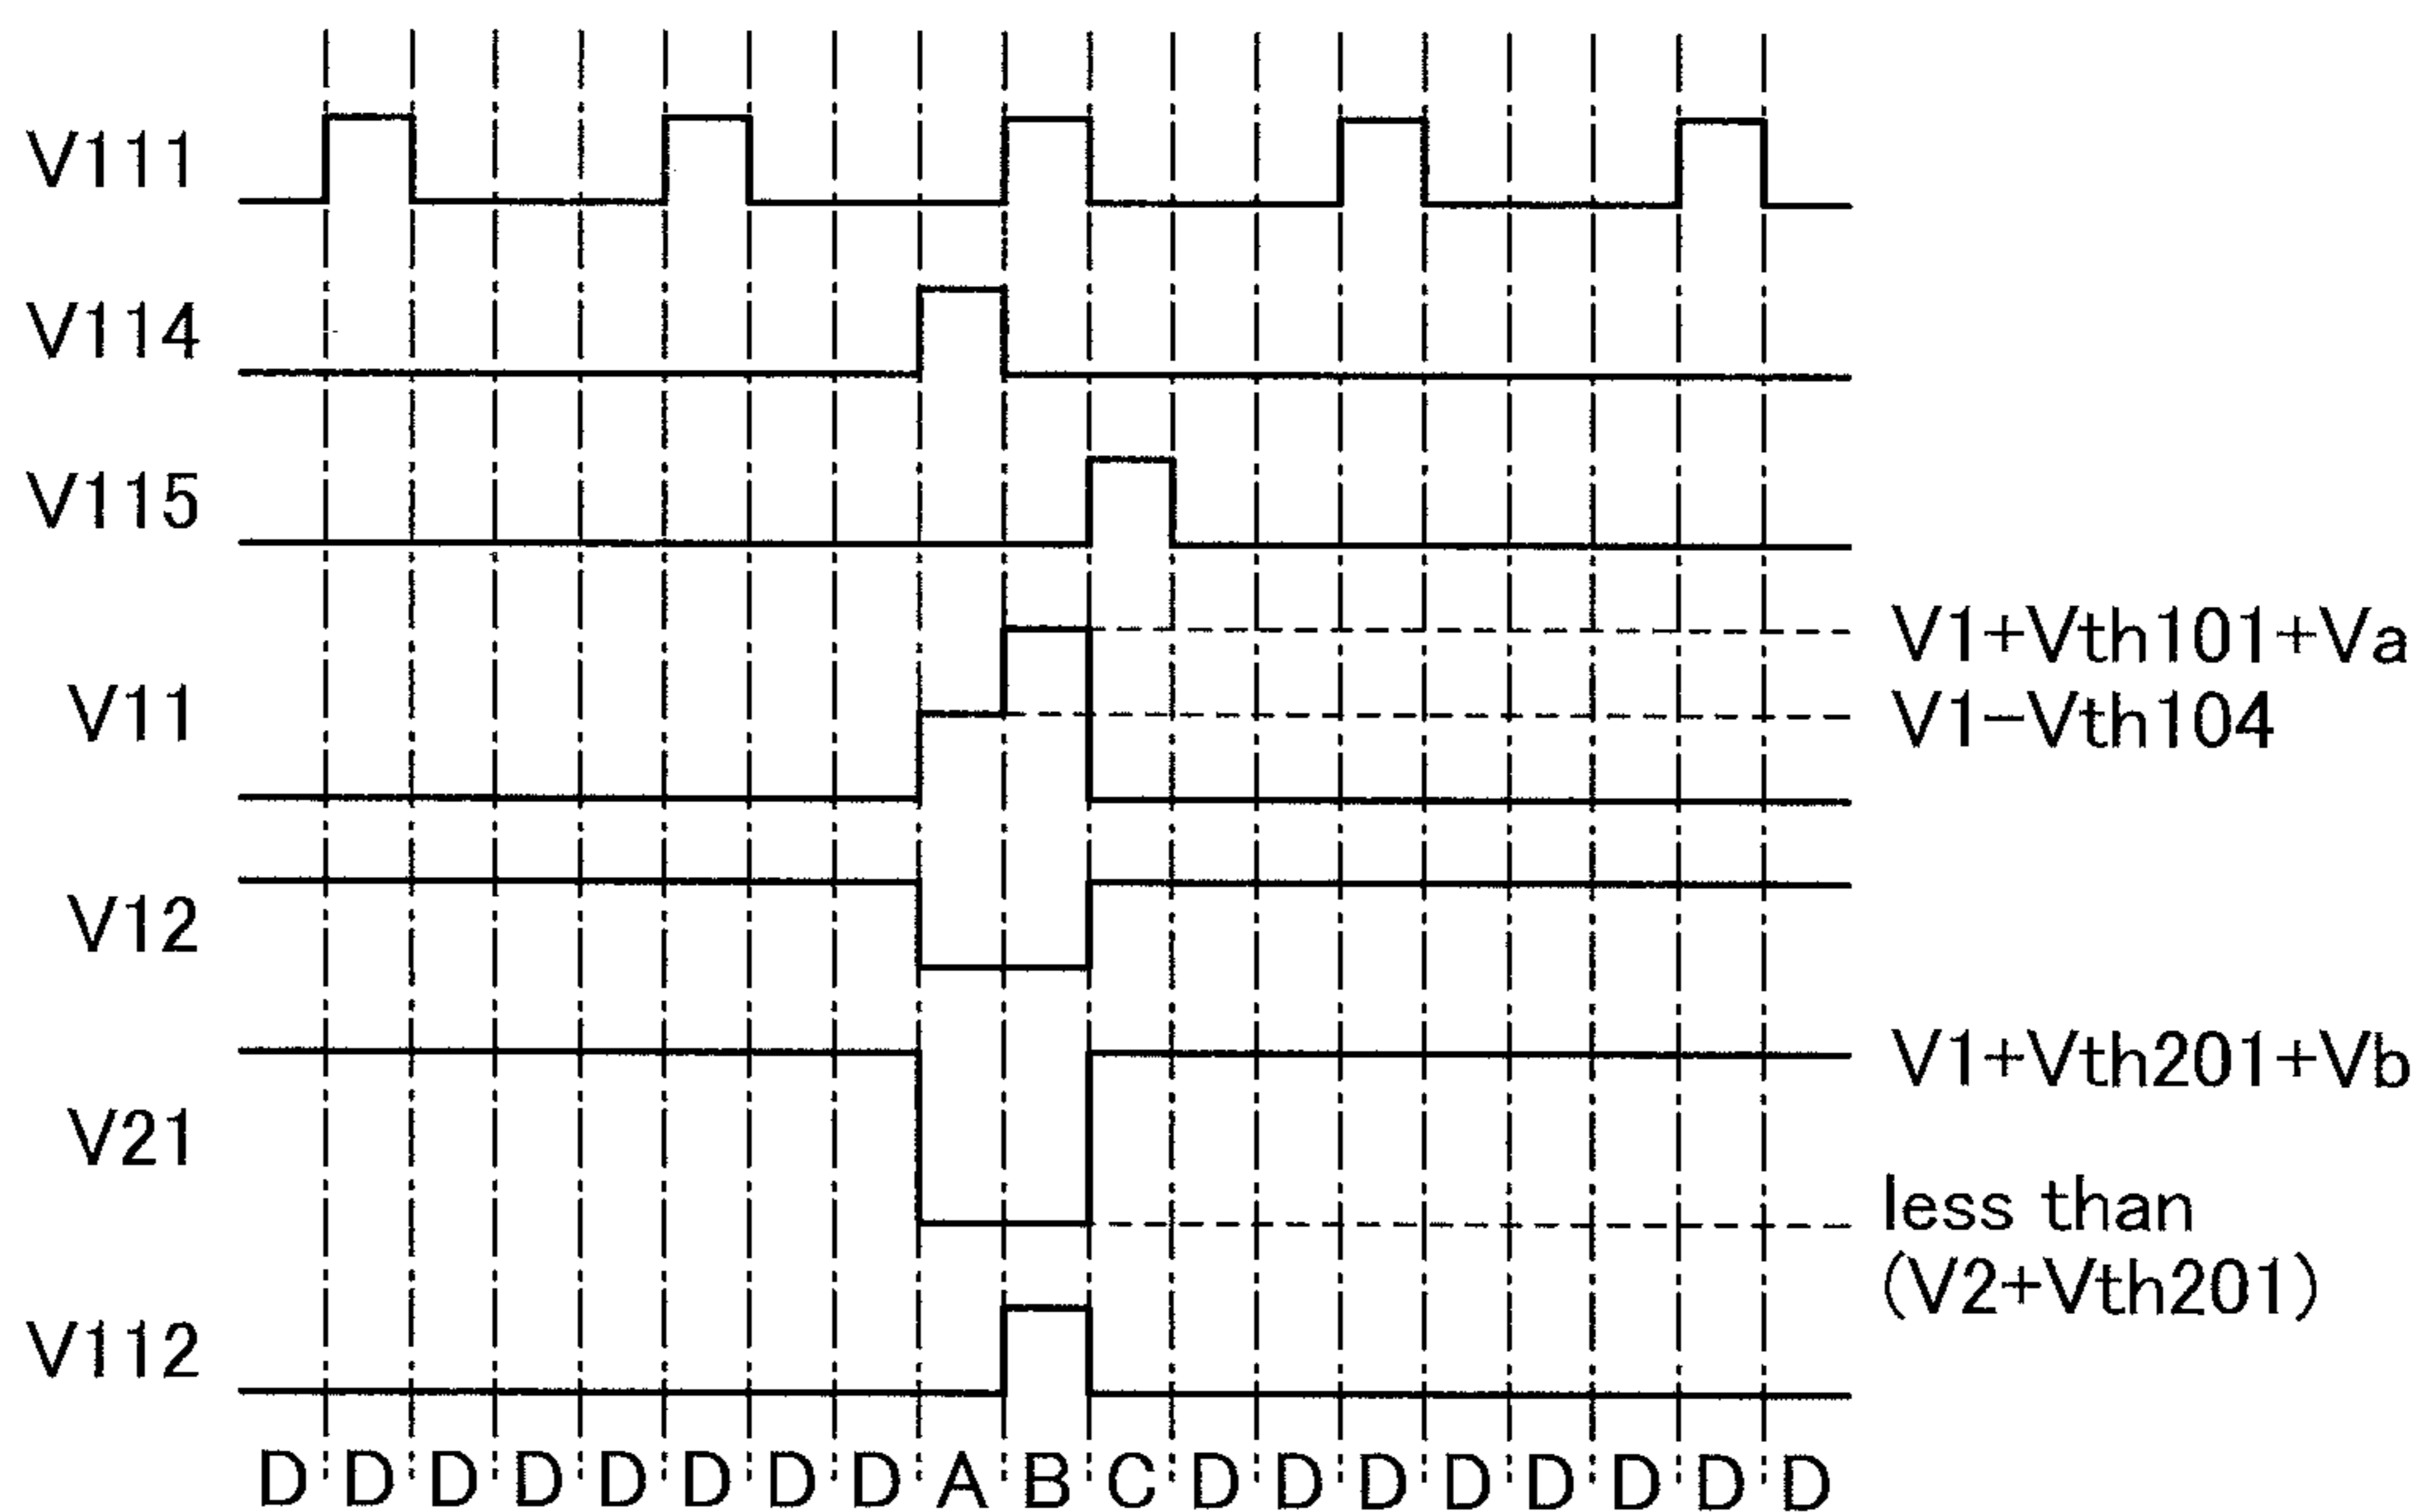 V111
V114
V115
V1+Vth101+Va
V11
V1-Vth104
V12
V1+Vth201+Vb
V21
less than
(V2+Vth201)
V112
D D D D D D D D A B C D D D D D D D D